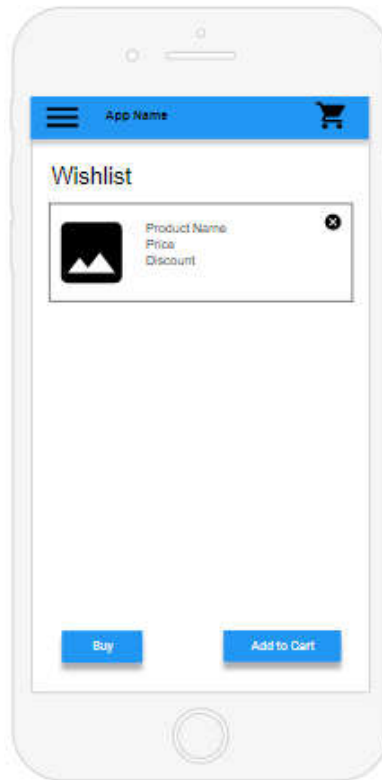 App Name
Wishlist
Product Name
Price
Discount
Buy
Add to Cart